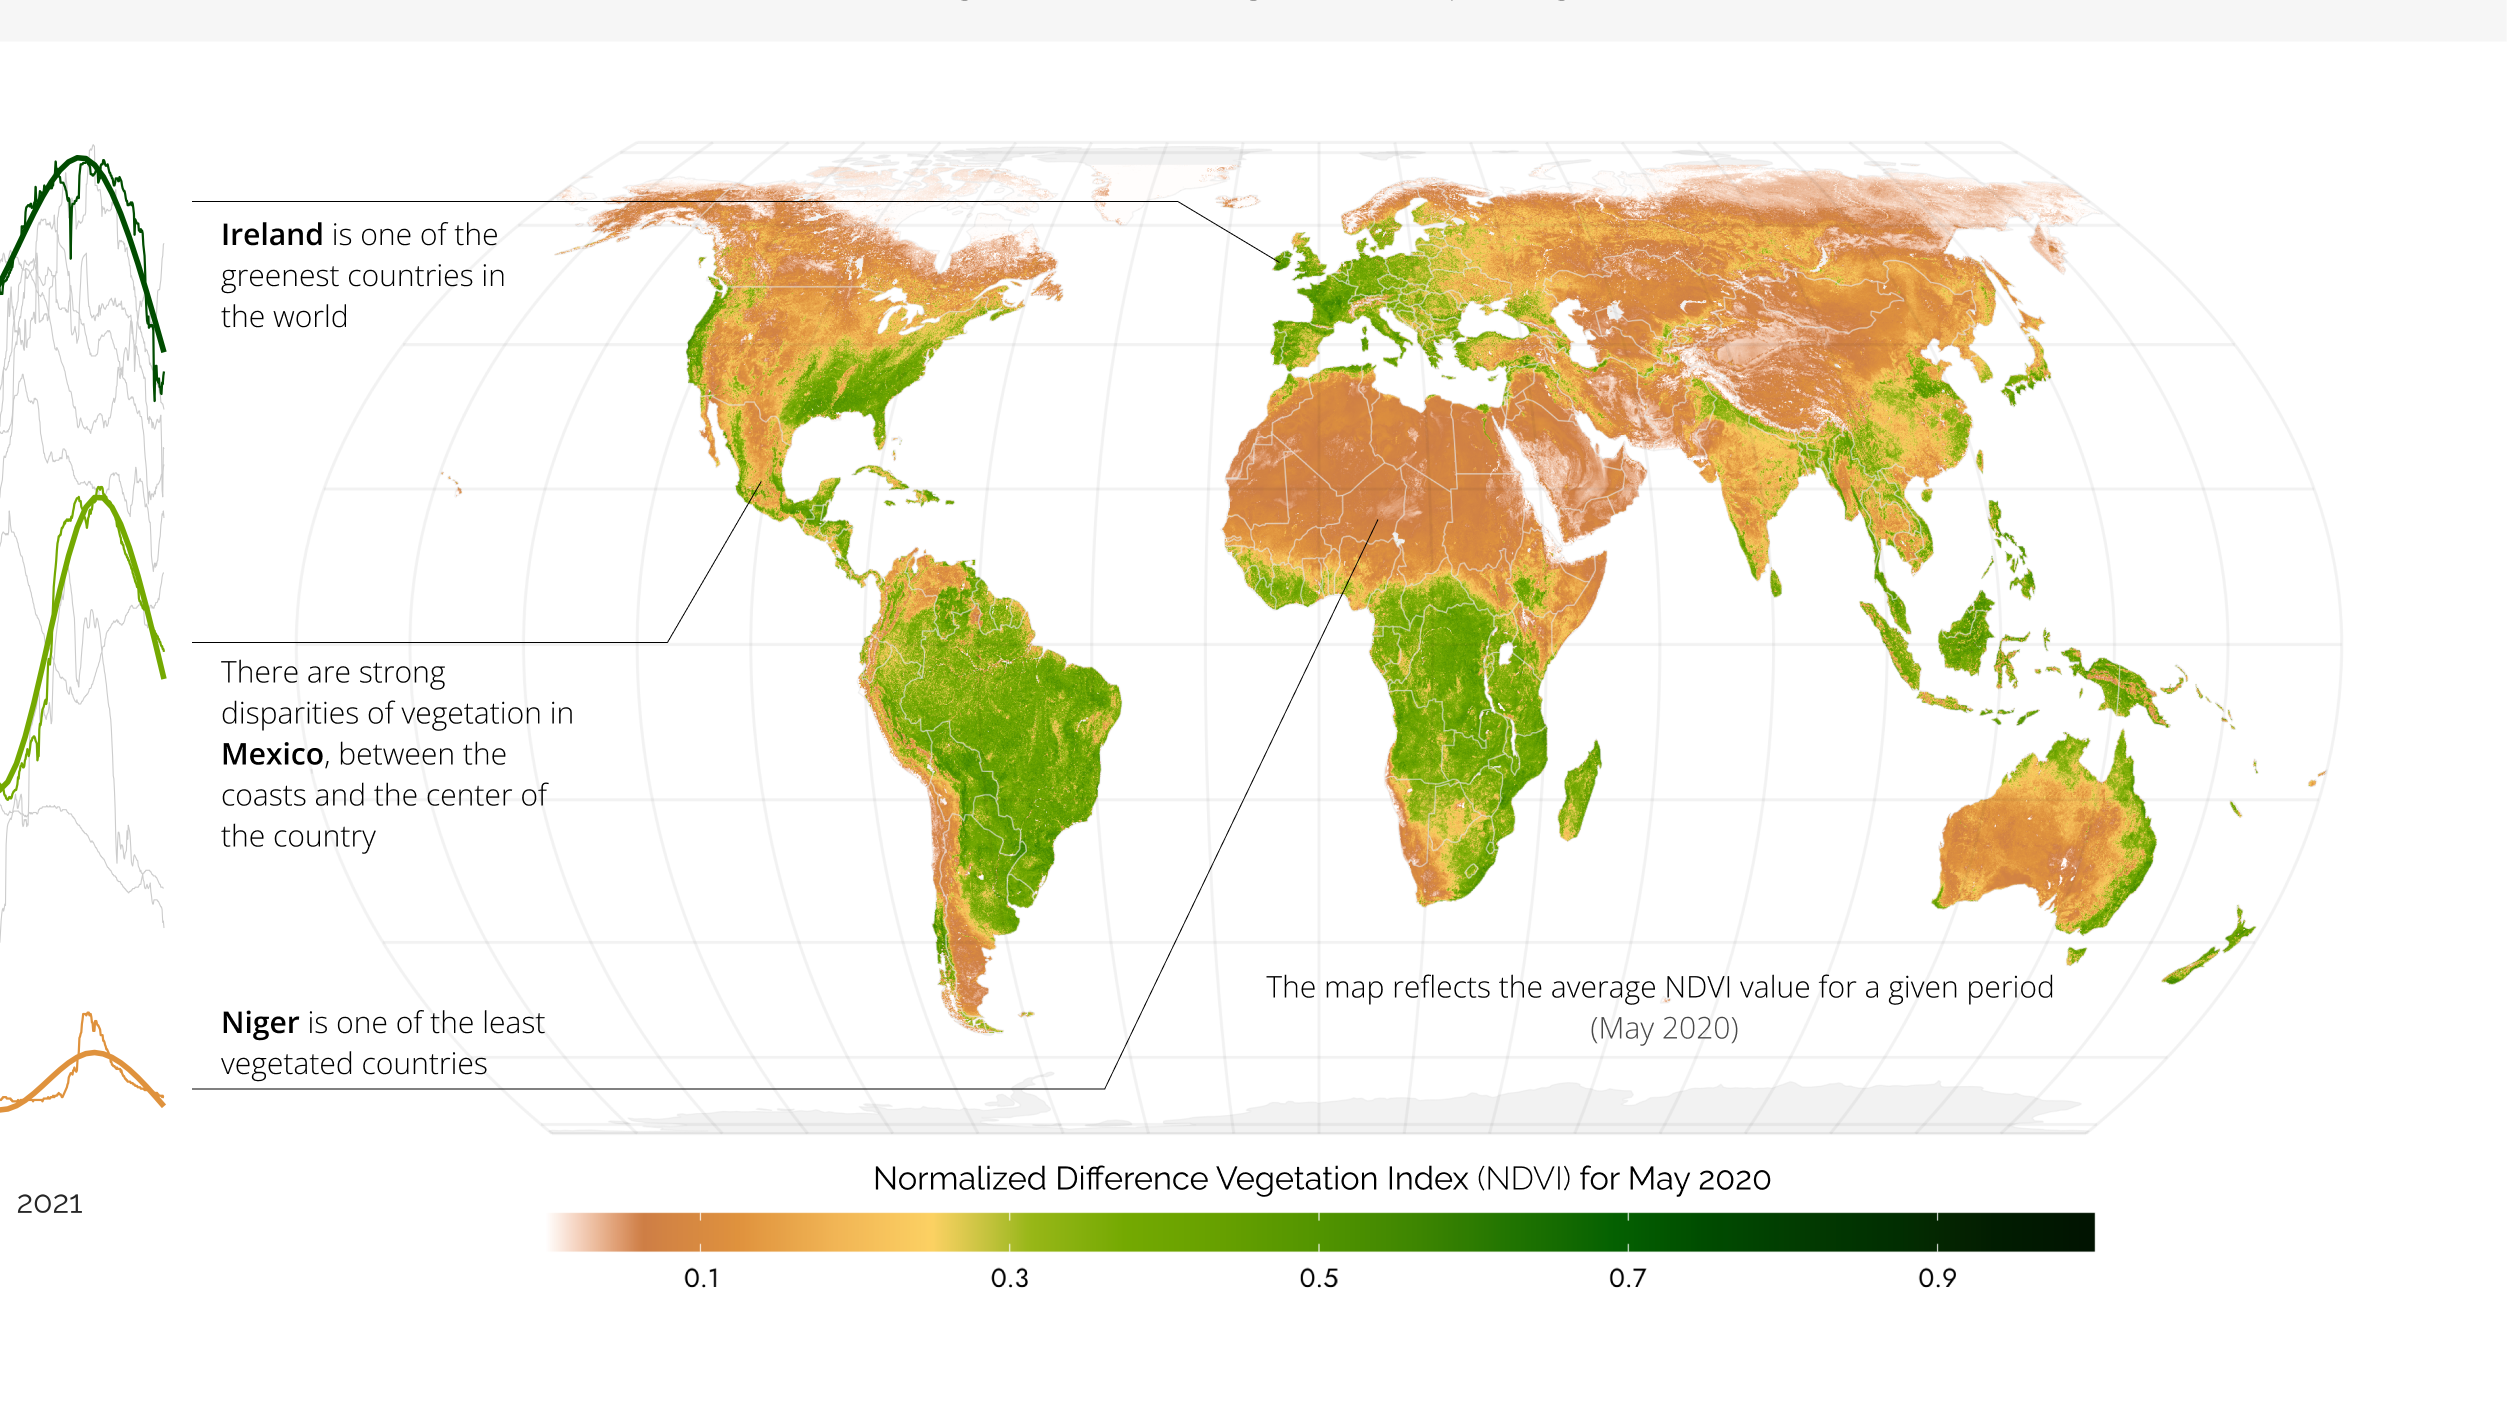 Ireland is one of the
greenest countries in
the world
There are strong
disparities of vegetation in
Mexico, between the
coasts and the center of
the country
Niger is one of the least
vegetated countries
The map reflects the average NDVI value for a given period
(May 2020)
2021
Normalized Difference Vegetation Index (NDVI) for May 2020
0.1 0.3 0.5 0.7 0.9